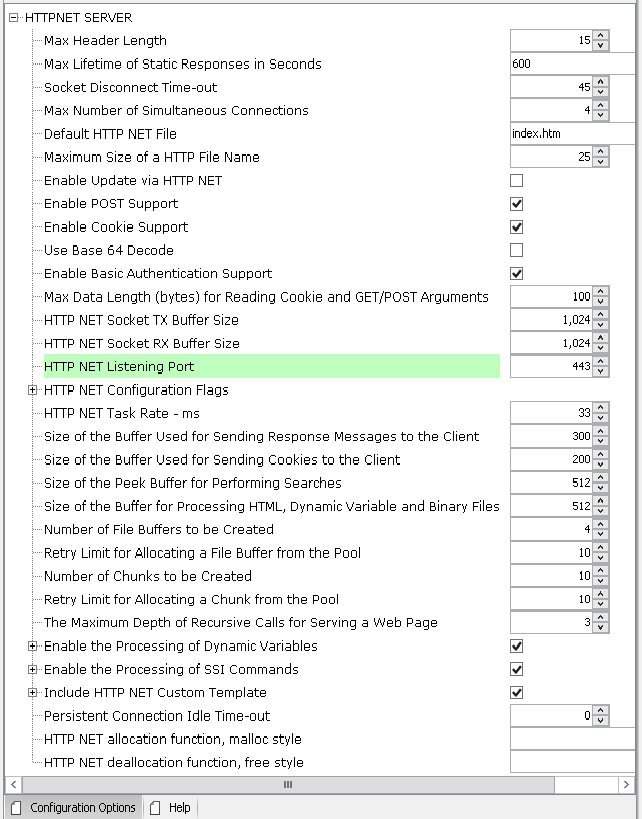 HTTPNET SERVER
Max Header Length 15
Max Lifetime of Static Responses in Seconds 600
Socket Disconnect Time-out 45
Max Number of Simultaneous Connections 4
Default HTTP NET File index.htm
Maximum Size of a HTTP File Name 25
Enable Update via HTTP NET
Enable POST Support
Enable Cookie Support
Use Base 64 Decode
Enable Basic Authentication Support
Max Data Length (bytes) for Reading Cookie and GET/POST Arguments 100
HTTP NET Socket TX Buffer Size 1,024
HTTP NET Socket RX Buffer Size 1,024
HTTP NET Listening Port 443
HTTP NET Configuration Flags
HTTP NET Task Rate - ms 33
Size of the Buffer Used for Sending Response Messages to the Client 300
Size of the Buffer Used for Sending Cookies to the Client 200
Size of the Peek Buffer for Performing Searches 512
Size of the Buffer for Processing HTML, Dynamic Variable and Binary Files 512
Number of File Buffers to be Created 4
Retry Limit for Allocating a File Buffer from the Pool 10
Number of Chunks to be Created 10
Retry Limit for Allocating a Chunk from the Pool 10
The Maximum Depth of Recursive Calls for Serving a Web Page 3
Enable the Processing of Dynamic Variables
Enable the Processing of SSI Commands
Include HTTP NET Custom Template
Persistent Connection Idle Time-out 0
HTTP NET allocation function, malloc style
HTTP NET deallocation function, free style
Configuration Options Help